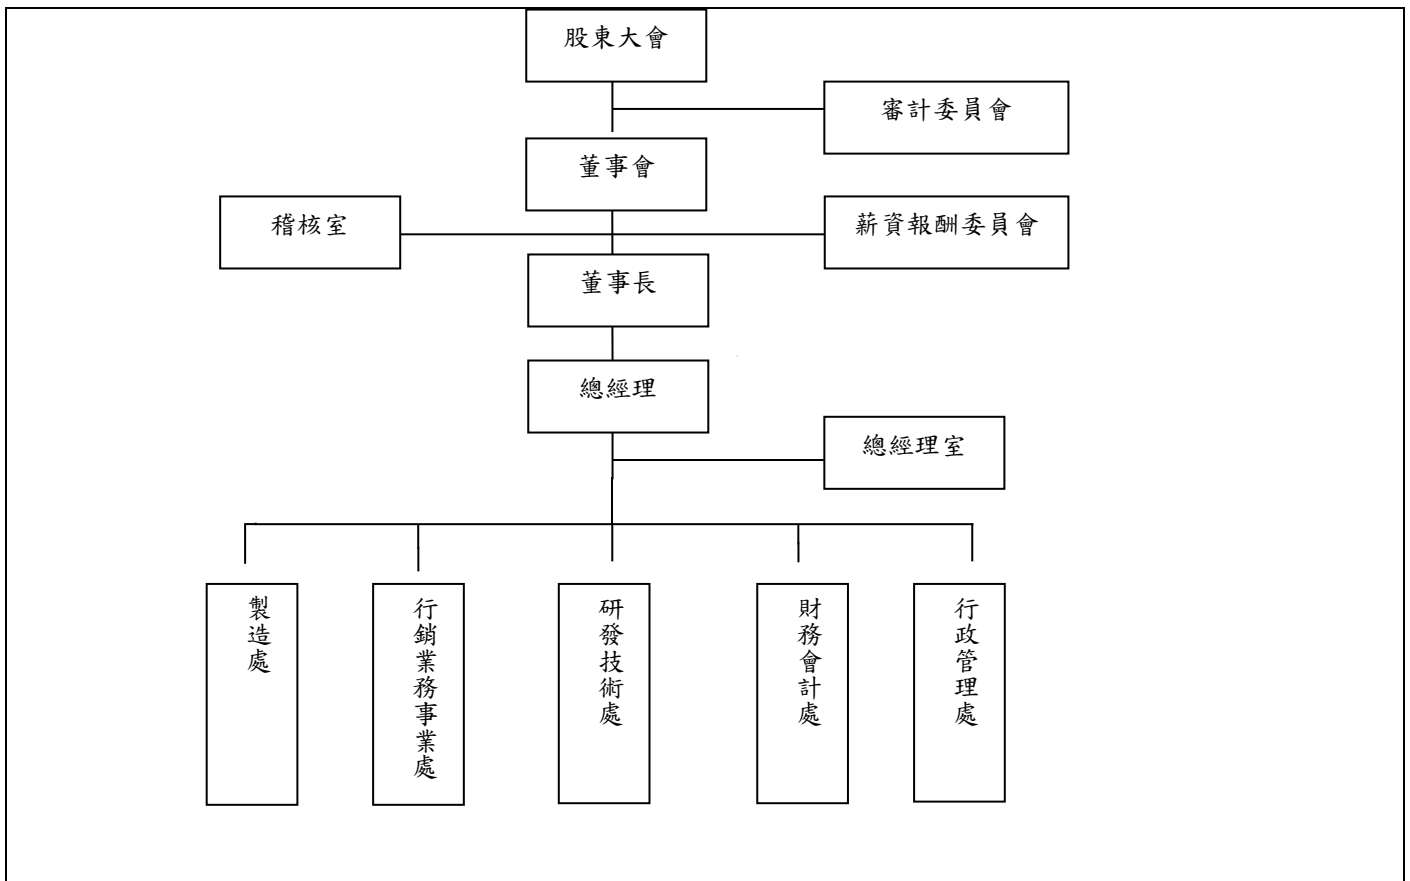 股東大會
審計委員會
董事會
稽核室
薪資報酬委員會
董事長
總經理
總經理室
製造處
行銷業務事業處
研發技術處
財務會計處
行政管理處